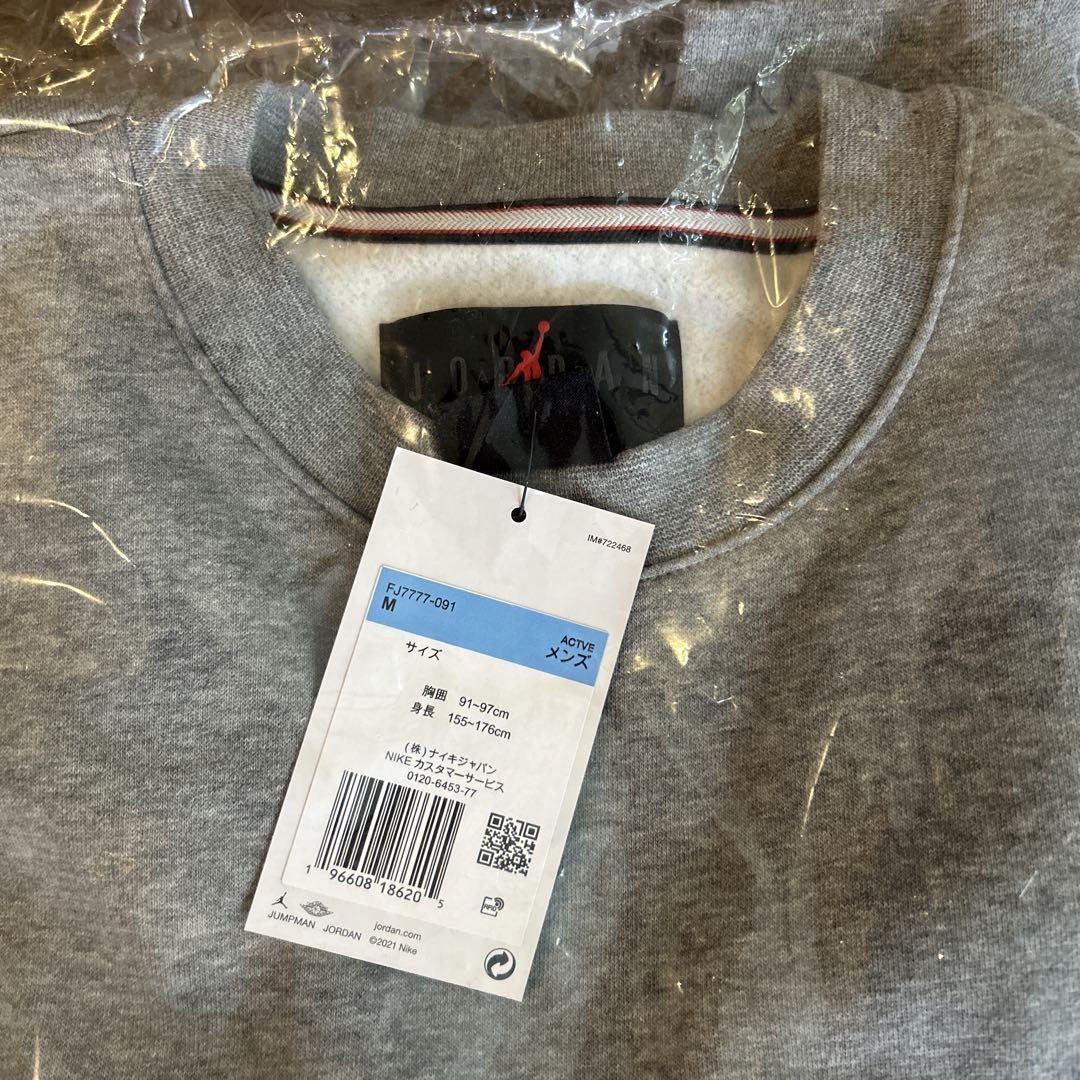 JORDAN
IM#722468
FJ7777-091
M
ACTVE
メンズ
サイズ
胸囲 91~97cm
身長 155~176cm
(株)ナイキジャパン
NIKE カスタマーサービス
0120-6453-77
1 96608 18620 5
RFID
JUMPMAN JORDAN jordan.com
©2021 Nike